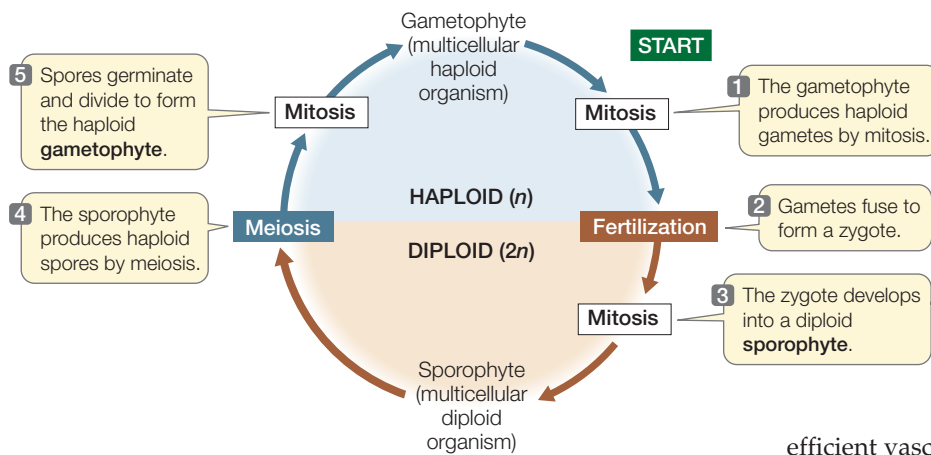 Gametophyte
(multicellular
haploid
organism)
START
Mitosis
1 The gametophyte
produces haploid
gametes by mitosis.
HAPLOID (n)
Fertilization
2 Gametes fuse to
form a zygote.
DIPLOID (2n)
Mitosis
3 The zygote develops
into a diploid
sporophyte.
Sporophyte
(multicellular
diploid
organism)
Meiosis
4 The sporophyte
produces haploid
spores by meiosis.
Mitosis
5 Spores germinate
and divide to form
the haploid
gametophyte.
efficient vasc